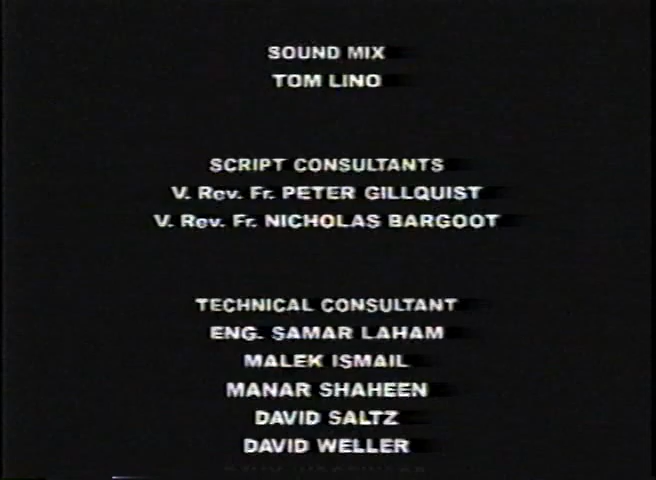 SOUND MIX
TOM LINO
SCRIPT CONSULTANTS
V. Rev. Fr. PETER GILLQUIST
V. Rev. Fr. NICHOLAS BARGOOT
TECHNICAL CONSULTANT
ENG. SAMAR LAHAM
MALEK ISMAIL
MANAR SHAHEEN
DAVID SALTZ
DAVID WELLER